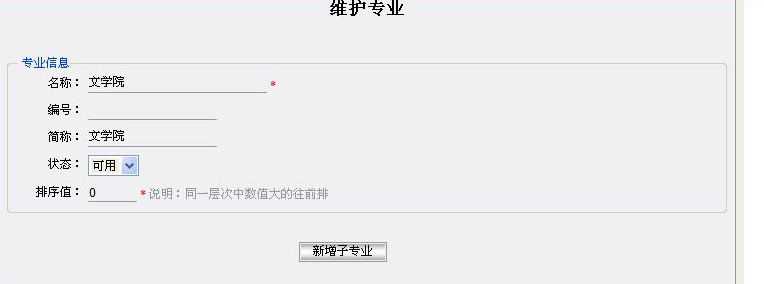 维护专业
专业信息
名称： 文学院 *
编号：
简称： 文学院
状态： 可用
排序值： 0 * 说明：同一层次中数值大的往前排
新增子专业